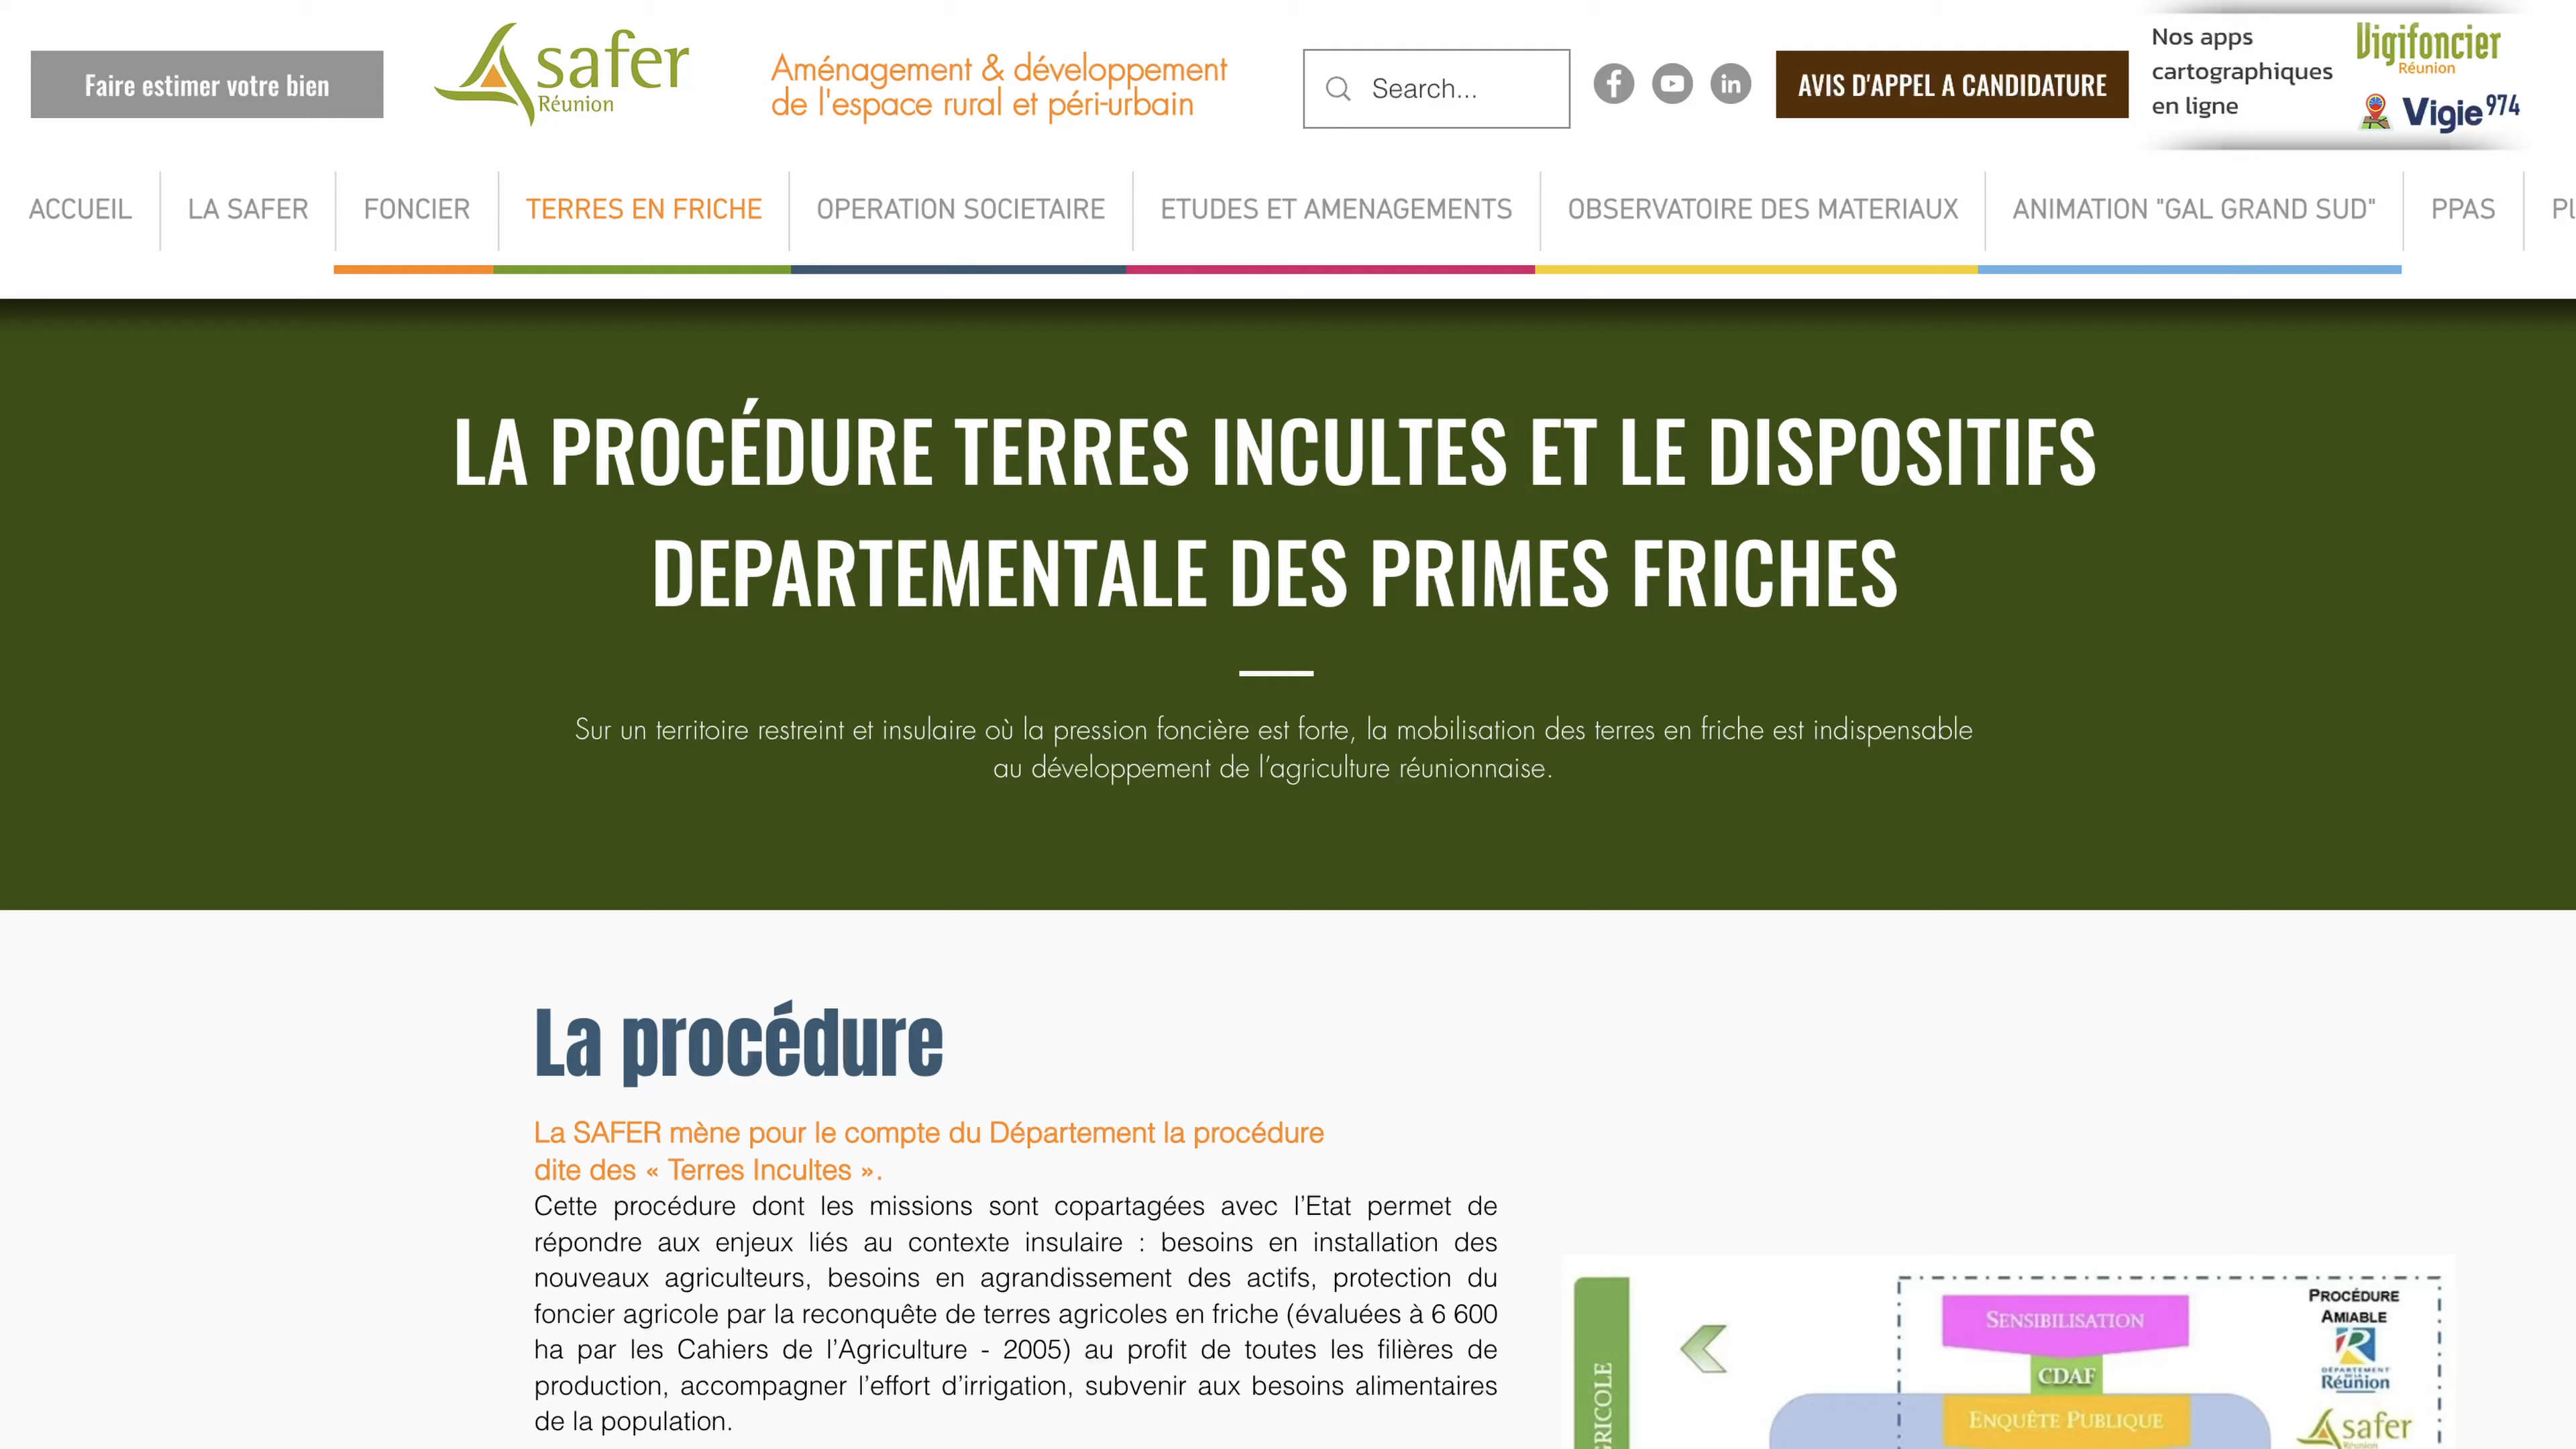 Faire estimer votre bien
safer
Réunion
Aménagement & développement
de l'espace rural et péri-urbain
Search...
AVIS D'APPEL A CANDIDATURE
Nos apps
cartographiques
en ligne
Vigifoncier
Réunion
Vigie974
ACCUEIL
LA SAFER
FONCIER
TERRES EN FRICHE
OPERATION SOCIETAIRE
ETUDES ET AMENAGEMENTS
OBSERVATOIRE DES MATERIAUX
ANIMATION "GAL GRAND SUD"
PPAS
LA PROCÉDURE TERRES INCULTES ET LE DISPOSITIFS
DEPARTEMENTALE DES PRIMES FRICHES
Sur un territoire restreint et insulaire où la pression foncière est forte, la mobilisation des terres en friche est indispensable
au développement de l’agriculture réunionnaise.
La procédure
La SAFER mène pour le compte du Département la procédure
dite des « Terres Incultes ».
Cette procédure dont les missions sont copartagées avec l’Etat permet de
répondre aux enjeux liés au contexte insulaire : besoins en installation des
nouveaux agriculteurs, besoins en agrandissement des actifs, protection du
foncier agricole par la reconquête de terres agricoles en friche (évaluées à 6 600
ha par les Cahiers de l’Agriculture - 2005) au profit de toutes les filières de
production, accompagner l’effort d’irrigation, subvenir aux besoins alimentaires
de la population.
SENSIBILISATION
CDAF
ENQUÊTE PUBLIQUE
PROCÉDURE
AMIABLE
DÉPARTEMENT
DE LA
Réunion
safer
Réunion